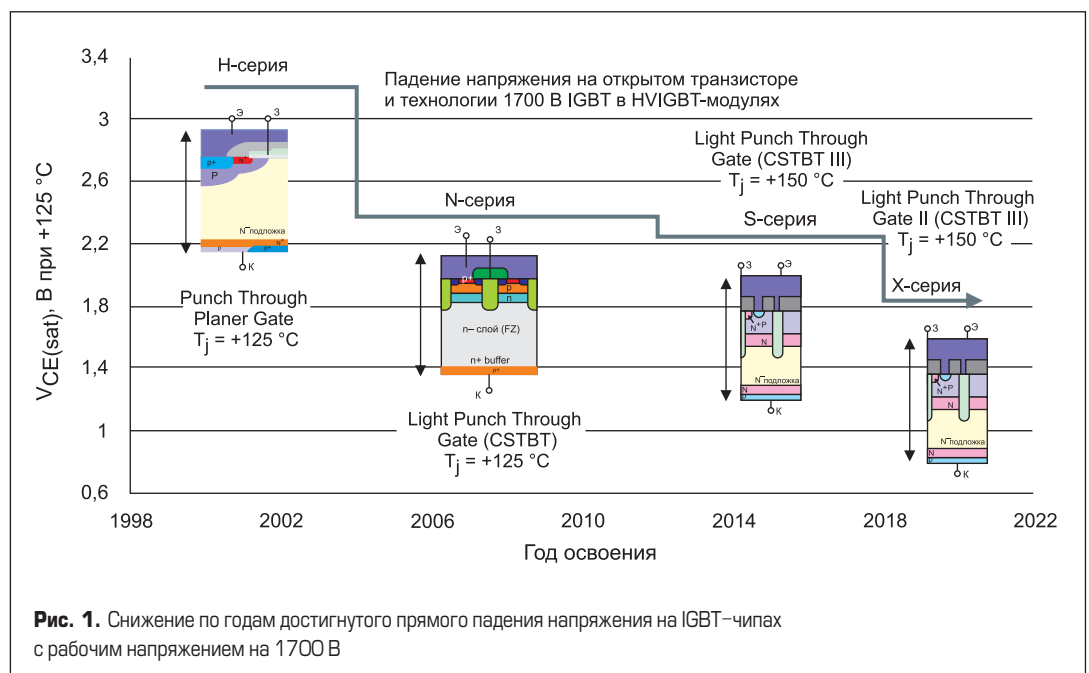 3,4
3
2,6
2,2
1,8
1,4
1
0,6
VCE(sat), В при +125 °C
Н-серия
Падение напряжения на открытом транзисторе
и технологии 1700 В IGBT в HVIGBT-модулях
Э З
p+ N+
P
N−подложка
p p+ N+
К
Punch Through
Planer Gate
Tj = +125 °C
N-серия
Э З
p+
p
n
n− слой (FZ)
n+ buffer
p+
К
Light Punch Through
Gate (CSTBT)
Tj = +125 °C
Light Punch Through
Gate (CSTBT III)
Tj = +150 °C
S-серия
З Э
N+P
N
N−подложка
N
P
К
Light Punch Through
Gate II (CSTBT III)
Tj = +150 °C
X-серия
З Э
N+P
N
N−подложка
N
P
К
1998 2002 2006 2010 2014 2018 2022
Год освоения
Рис. 1. Снижение по годам достигнутого прямого падения напряжения на IGBT-чипах
с рабочим напряжением на 1700 В